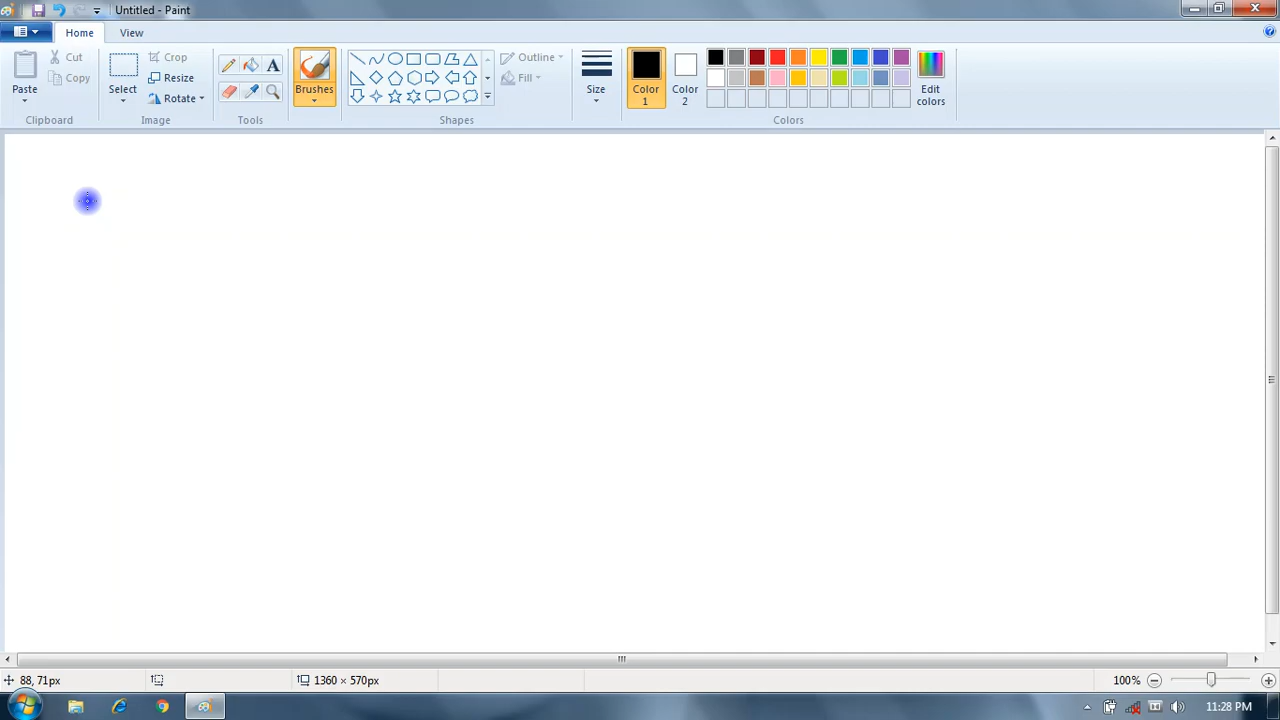 Untitled - Paint
Home View
Cut
Copy
Paste
Clipboard
Select
Crop
Resize
Rotate
Image
A
Tools
Brushes
Shapes
Outline
Fill
Size
Color 1
Color 2
Edit colors
Colors
88, 71px
1360 × 570px
100%
11:28 PM